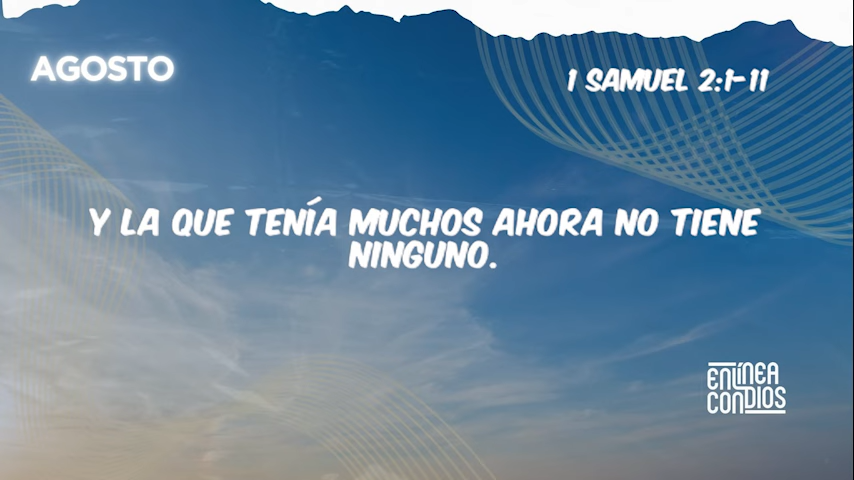 AGOSTO
1 SAMUEL 2:1-11
Y LA QUE TENÍA MUCHOS AHORA NO TIENE
NINGUNO.
ENLÍNEA
CONDIOS